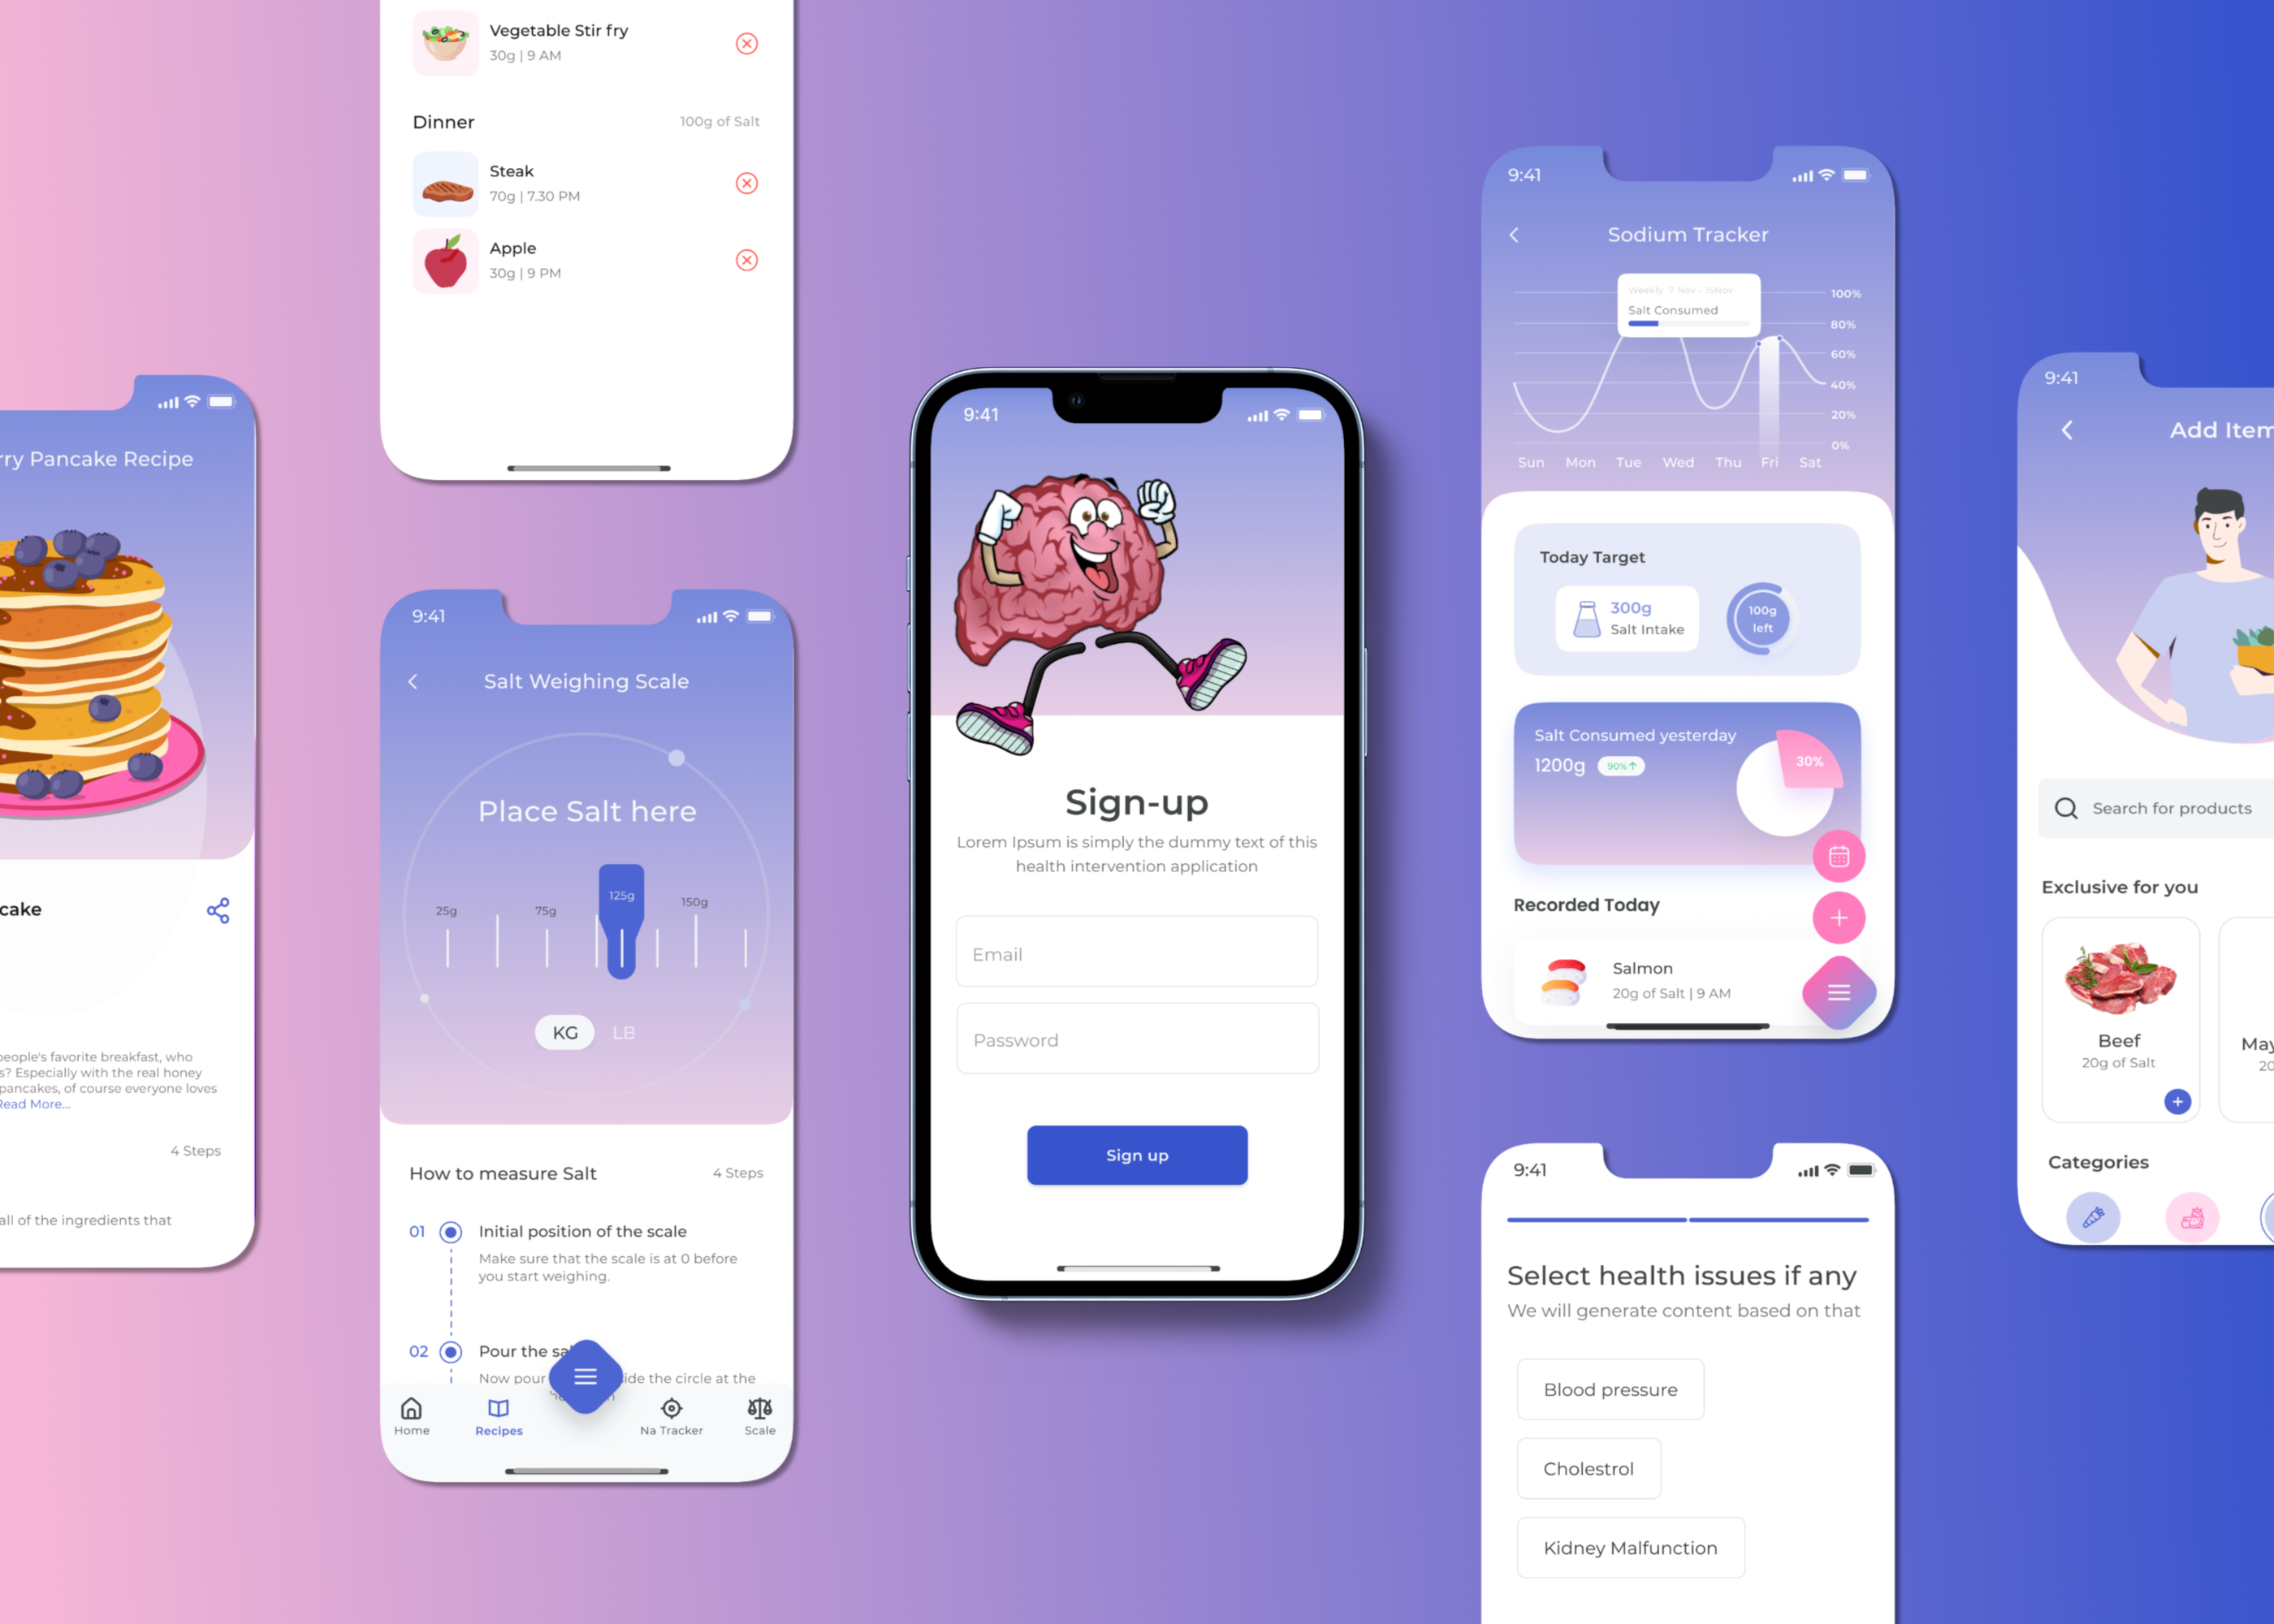 rry Pancake Recipe
cake
people's favorite breakfast, who
s? Especially with the real honey
pancakes, of course everyone loves
Read More...
4 Steps
all of the ingredients that
Vegetable Stir fry
30g | 9 AM
Dinner
100g of Salt
Steak
70g | 7.30 PM
Apple
30g | 9 PM
9:41
Salt Weighing Scale
Place Salt here
25g
75g
125g
150g
KG
LB
How to measure Salt
4 Steps
01
Initial position of the scale
Make sure that the scale is at 0 before
you start weighing.
02
Pour the sa
Now pour
ide the circle at the
Home
Recipes
Na Tracker
Scale
9:41
Sign-up
Lorem Ipsum is simply the dummy text of this
health intervention application
Email
Password
Sign up
9:41
Sodium Tracker
Weekly 7 Nov - 15Nov
Salt Consumed
100%
80%
60%
40%
20%
0%
Sun Mon Tue Wed Thu Fri Sat
Today Target
300g
Salt Intake
100g
left
Salt Consumed yesterday
1200g
90%↑
30%
Recorded Today
Salmon
20g of Salt | 9 AM
9:41
Select health issues if any
We will generate content based on that
Blood pressure
Cholestrol
Kidney Malfunction
9:41
Add Item
Search for products
Exclusive for you
Beef
20g of Salt
May
20
Categories